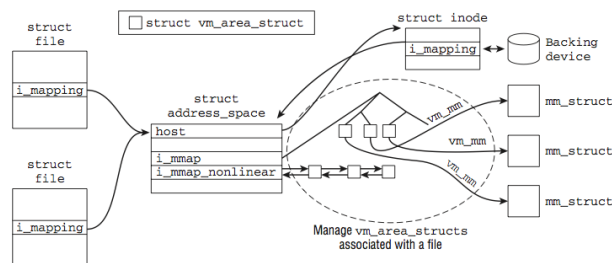 struct
file
i_mapping
struct
file
i_mapping
struct vm_area_struct
struct
address_space
host
i_mmap
i_mmap_nonlinear
struct inode
i_mapping
Backing
device
vm_mm
vm_mm
vm_mm
mm_struct
mm_struct
mm_struct
Manage vm_area_structs
associated with a file